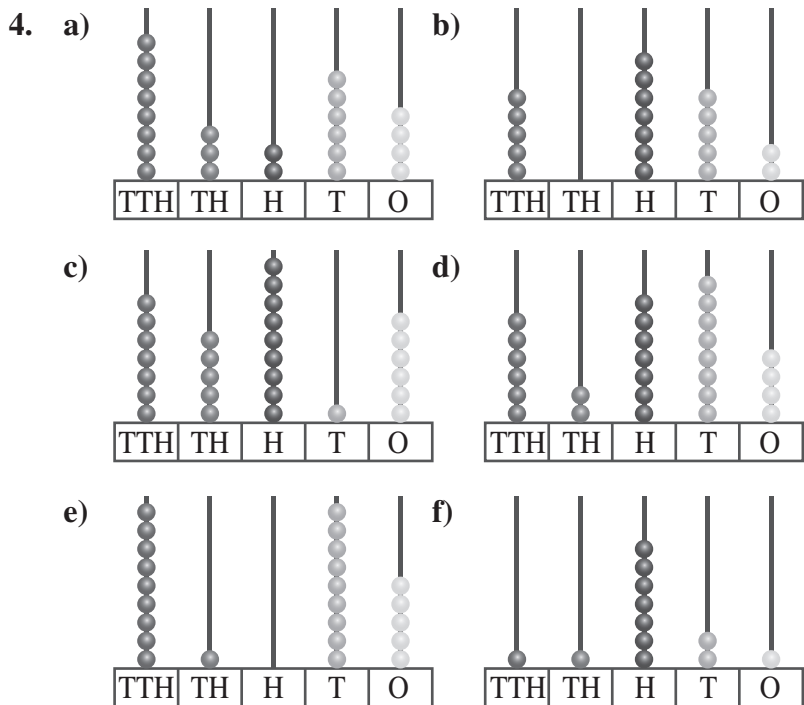 4. a) b)
TTH TH H T O TTH TH H T O
c) d)
TTH TH H T O TTH TH H T O
e) f)
TTH TH H T O TTH TH H T O